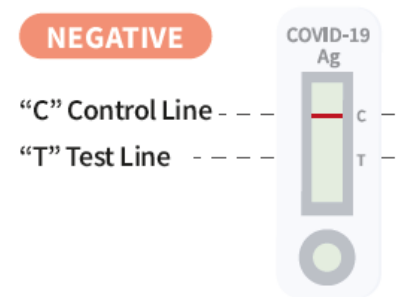 NEGATIVE
COVID-19
Ag
“C” Control Line
C
“T” Test Line
T